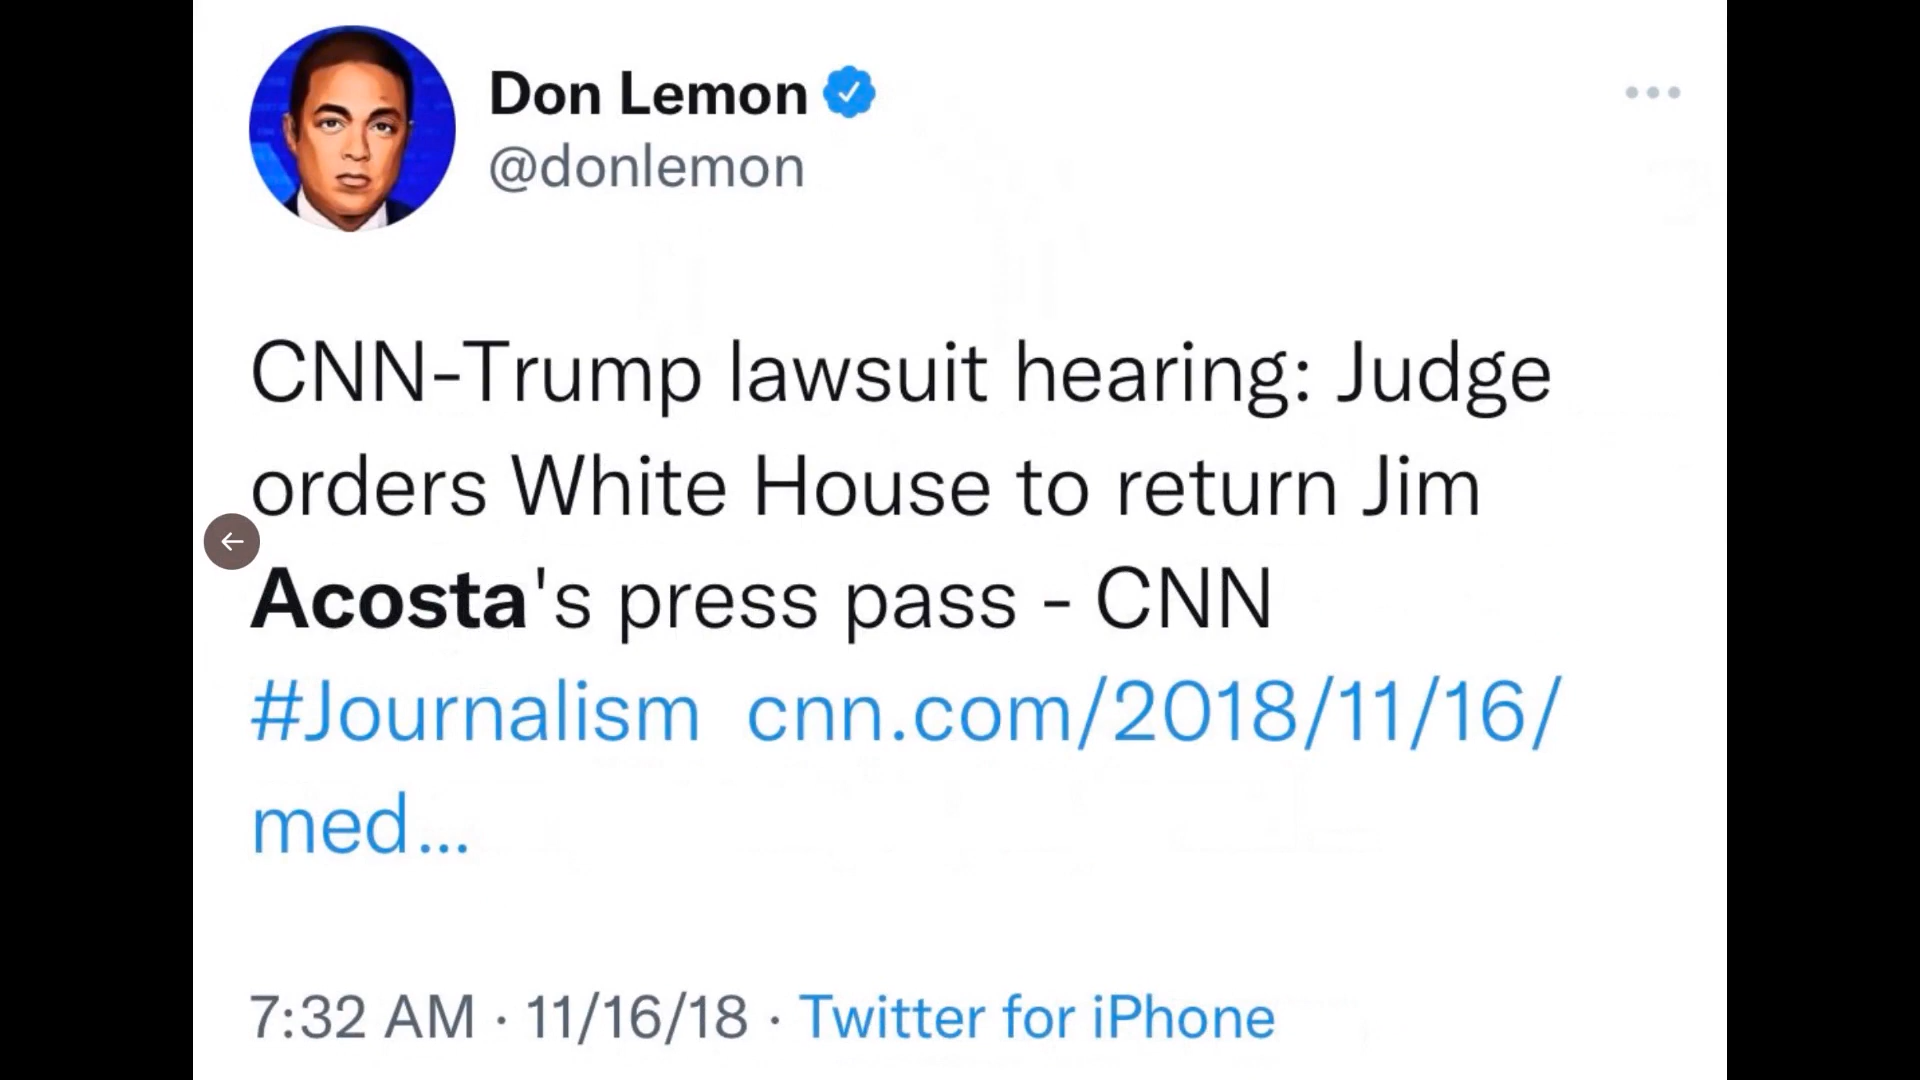 Don Lemon
@donlemon
CNN-Trump lawsuit hearing: Judge
orders White House to return Jim
Acosta's press pass - CNN
#Journalism cnn.com/2018/11/16/
med...
7:32 AM · 11/16/18 · Twitter for iPhone